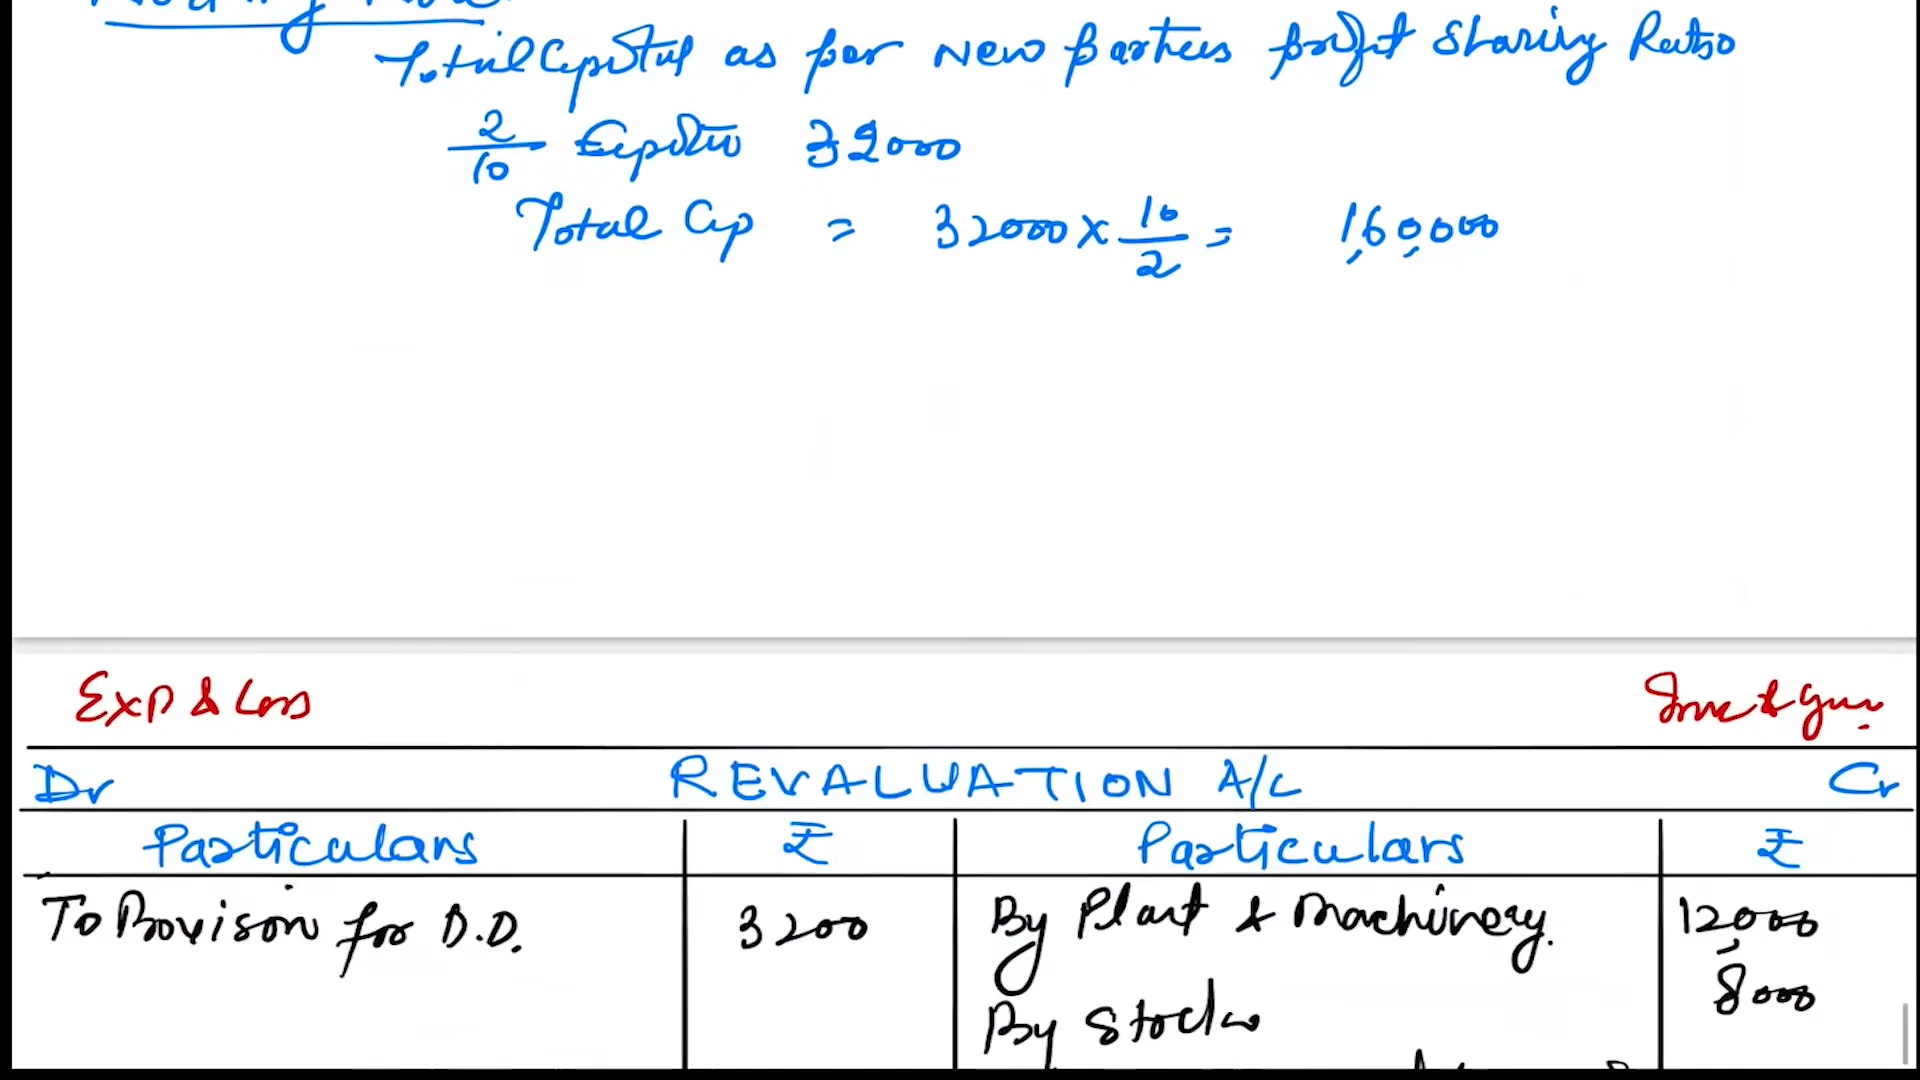 Total Capital as per New partners profit Sharing Ratio
2/10 Capital 32000
Total Cap = 32000 × 10/2 = 1,60,000
Exp & Loss
Inc & Gain
Dr REVALUATION A/C Cr
Particulars ₹ Particulars ₹
To Provison for D.D. 3200 By Plant & Machinery. 12,000
By Stock 8000